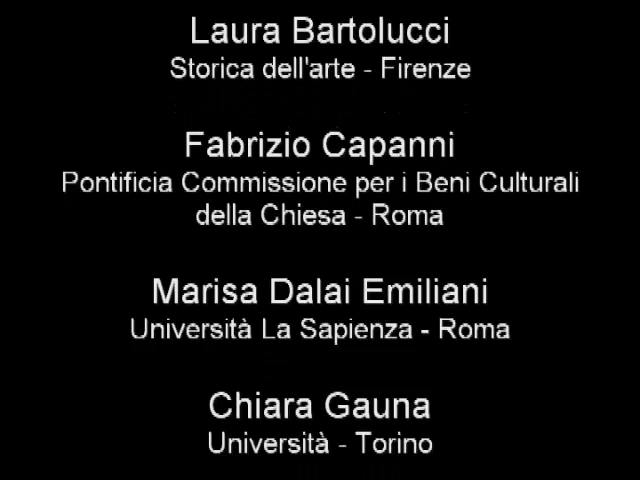 Laura Bartolucci
Storica dell'arte - Firenze
Fabrizio Capanni
Pontificia Commissione per i Beni Culturali
della Chiesa - Roma
Marisa Dalai Emiliani
Università La Sapienza - Roma
Chiara Gauna
Università - Torino